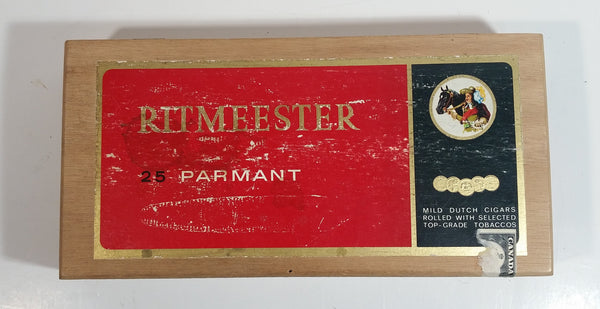 RITMEESTER
25 PARMANT
MILD DUTCH CIGARS
ROLLED WITH SELECTED
TOP-GRADE TOBACCOS
CANADA